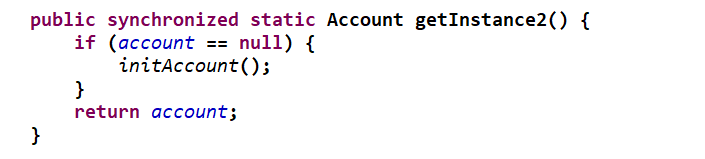 public synchronized static Account getInstance2() {
if (account == null) {
initAccount();
}
return account;
}